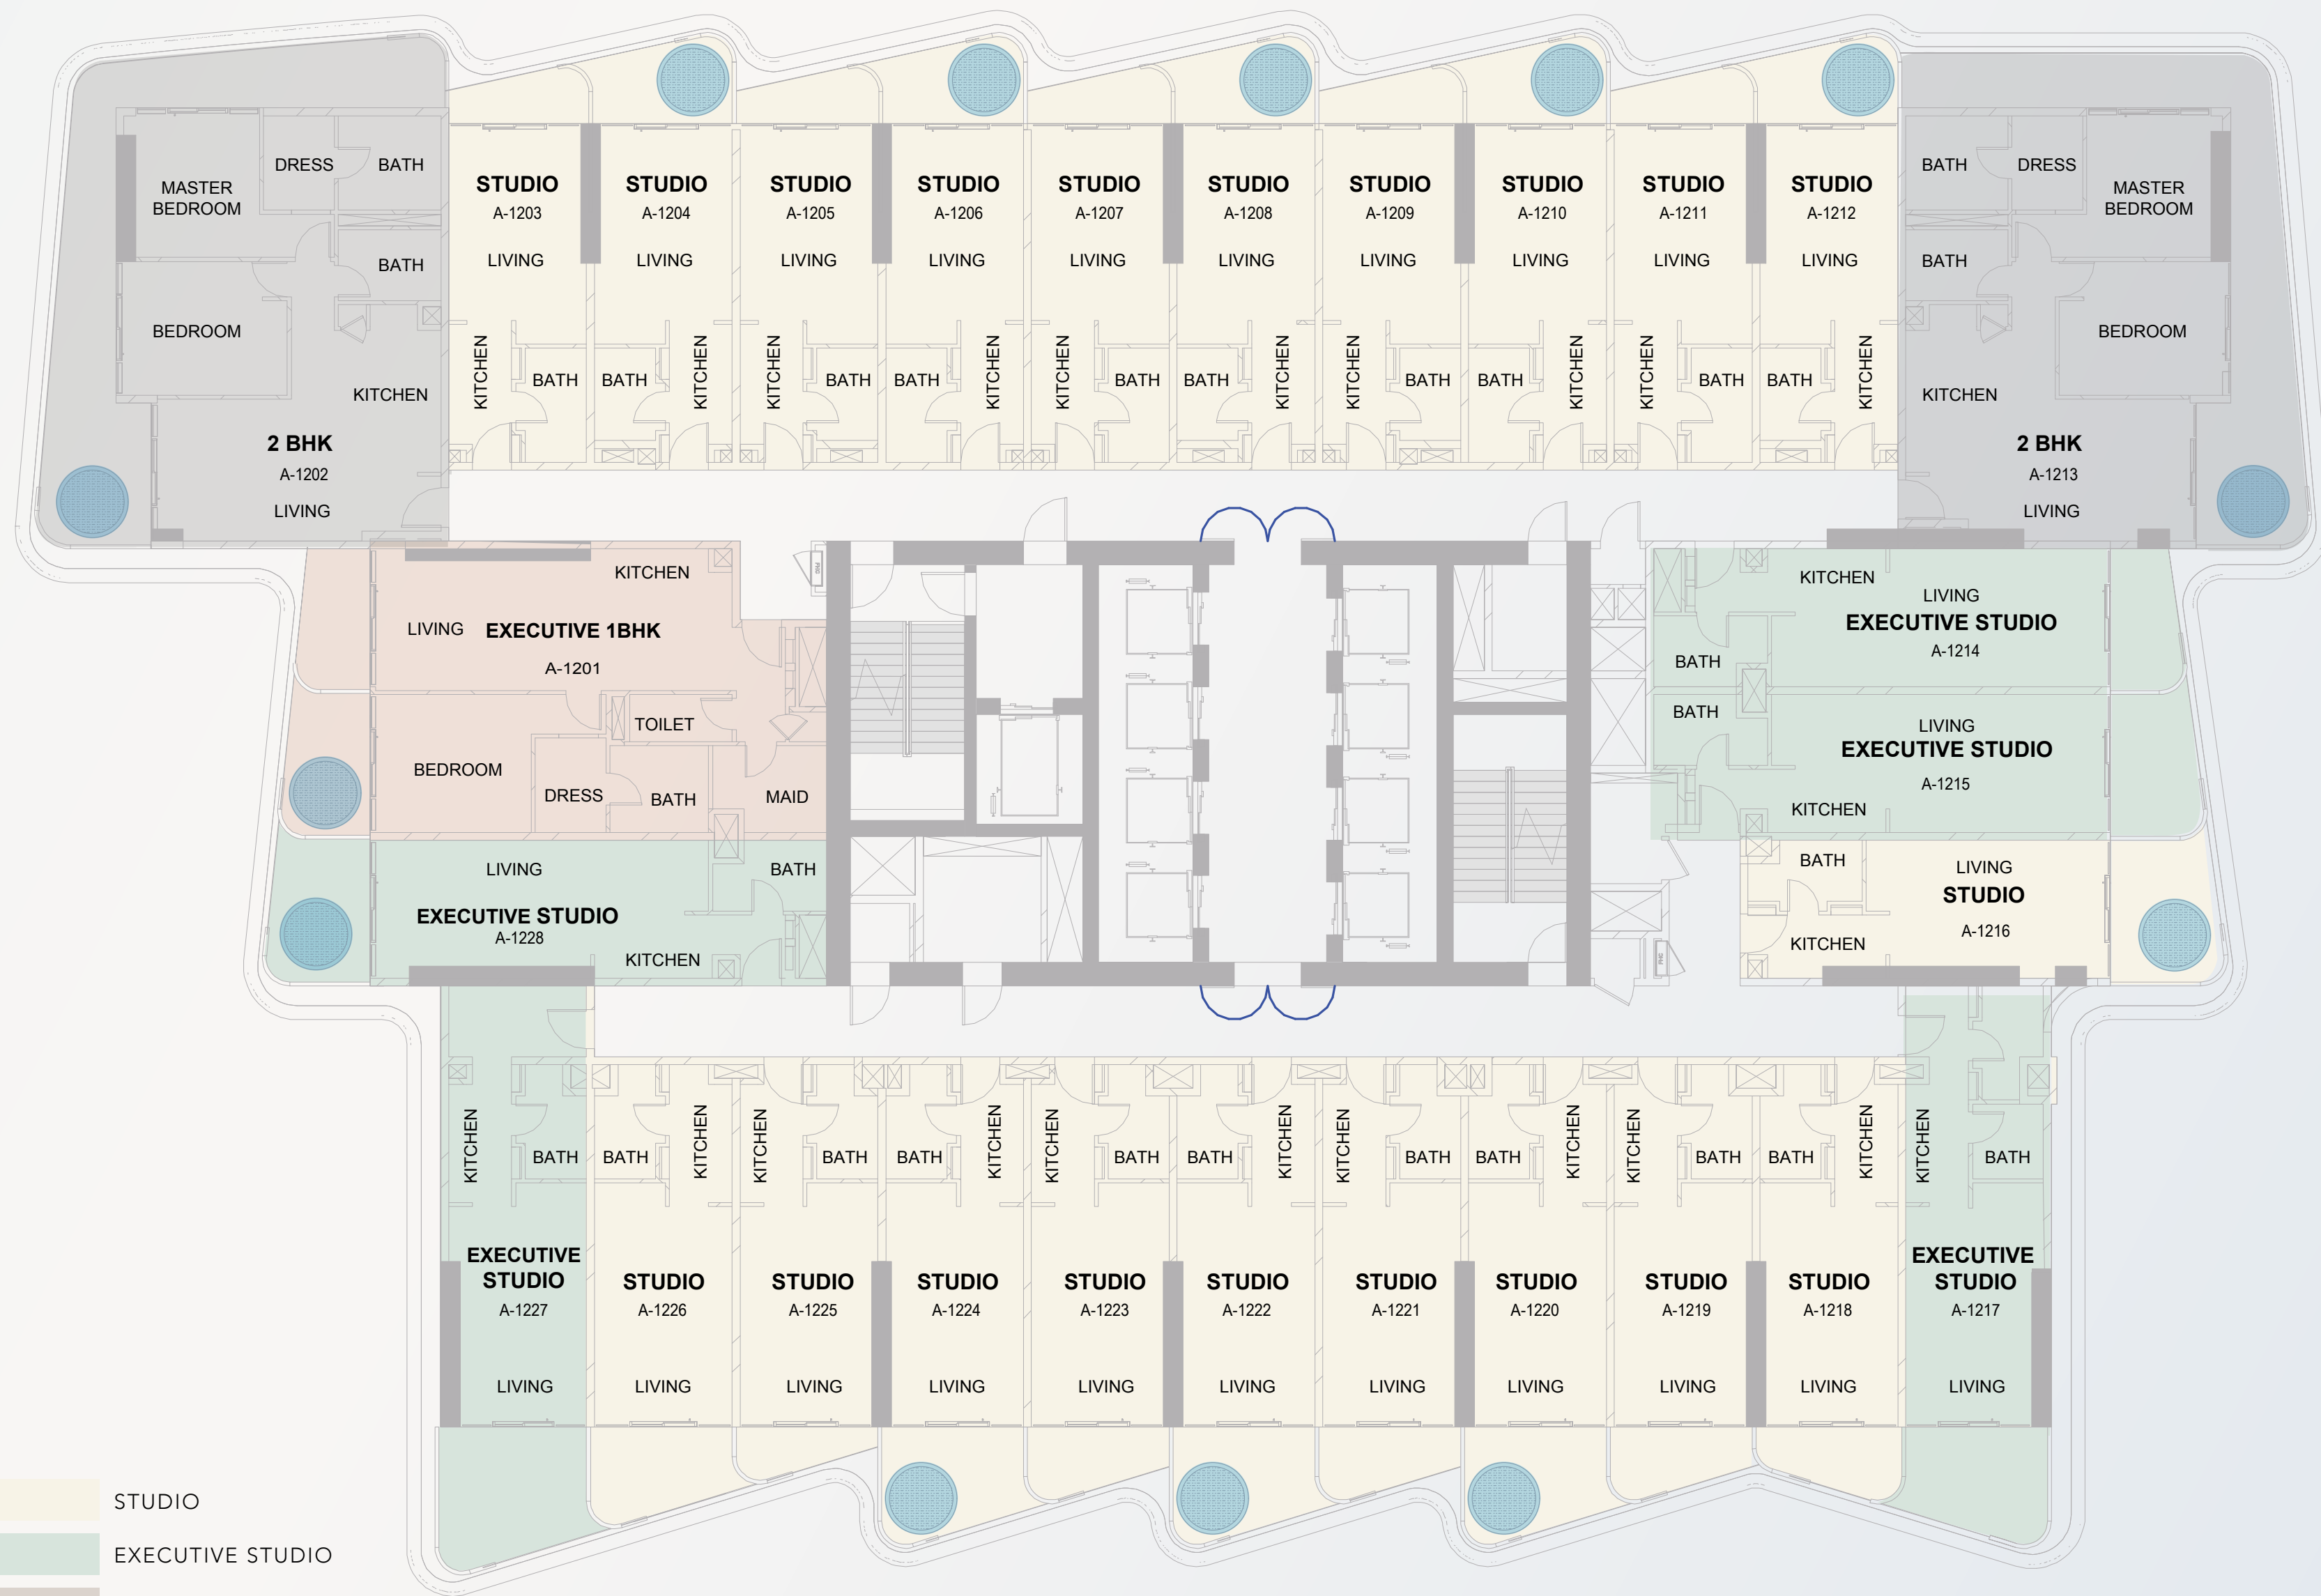 MASTER
BEDROOM
DRESS
BATH
BATH
BEDROOM
KITCHEN
2 BHK
A-1202
LIVING
STUDIO
A-1203
LIVING
KITCHEN
BATH
STUDIO
A-1204
LIVING
BATH
KITCHEN
STUDIO
A-1205
LIVING
KITCHEN
BATH
STUDIO
A-1206
LIVING
BATH
KITCHEN
STUDIO
A-1207
LIVING
KITCHEN
BATH
STUDIO
A-1208
LIVING
BATH
KITCHEN
STUDIO
A-1209
LIVING
KITCHEN
BATH
STUDIO
A-1210
LIVING
BATH
KITCHEN
STUDIO
A-1211
LIVING
KITCHEN
BATH
STUDIO
A-1212
LIVING
BATH
KITCHEN
BATH
DRESS
MASTER
BEDROOM
BATH
BEDROOM
KITCHEN
2 BHK
A-1213
LIVING
KITCHEN
LIVING
EXECUTIVE 1BHK
A-1201
TOILET
BEDROOM
DRESS
BATH
MAID
LIVING
BATH
EXECUTIVE STUDIO
A-1228
KITCHEN
KITCHEN
LIVING
EXECUTIVE STUDIO
A-1214
BATH
BATH
LIVING
EXECUTIVE STUDIO
A-1215
KITCHEN
BATH
LIVING
STUDIO
A-1216
KITCHEN
KITCHEN
BATH
EXECUTIVE
STUDIO
A-1227
LIVING
BATH
KITCHEN
STUDIO
A-1226
LIVING
KITCHEN
BATH
STUDIO
A-1225
LIVING
BATH
KITCHEN
STUDIO
A-1224
LIVING
KITCHEN
BATH
STUDIO
A-1223
LIVING
BATH
KITCHEN
STUDIO
A-1222
LIVING
KITCHEN
BATH
STUDIO
A-1221
LIVING
BATH
KITCHEN
STUDIO
A-1220
LIVING
KITCHEN
BATH
STUDIO
A-1219
LIVING
BATH
KITCHEN
STUDIO
A-1218
LIVING
KITCHEN
BATH
EXECUTIVE
STUDIO
A-1217
LIVING
STUDIO
EXECUTIVE STUDIO